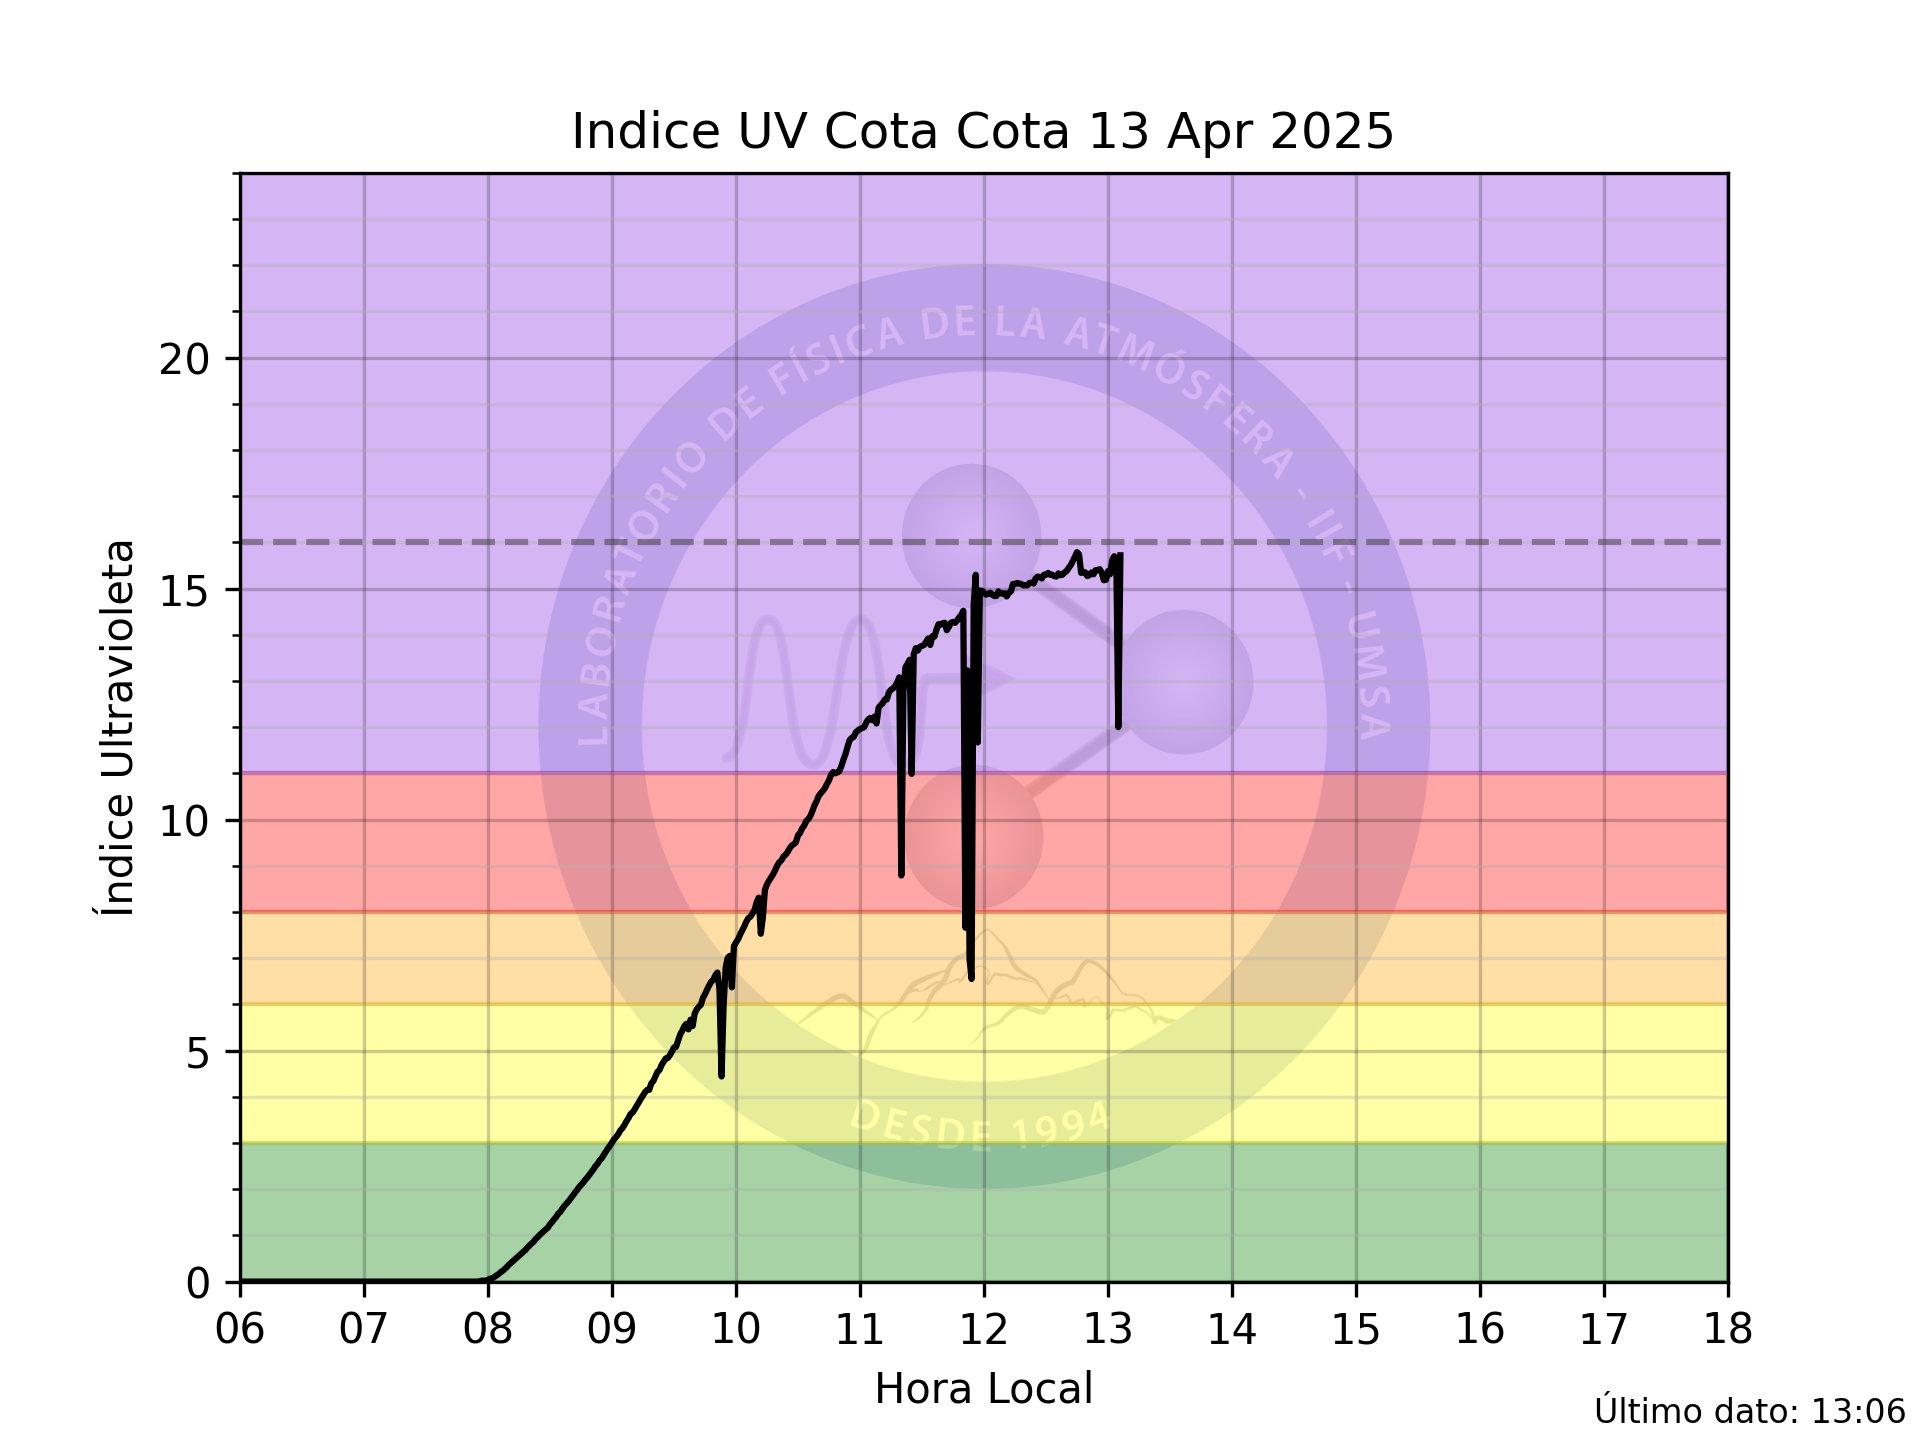 Indice UV Cota Cota 13 Apr 2025
Índice Ultravioleta
20
15
10
5
0
LABORATORIO DE FÍSICA DE LA ATMÓSFERA - IIF - UMSA
DESDE 1994
06 07 08 09 10 11 12 13 14 15 16 17 18
Hora Local
Último dato: 13:06